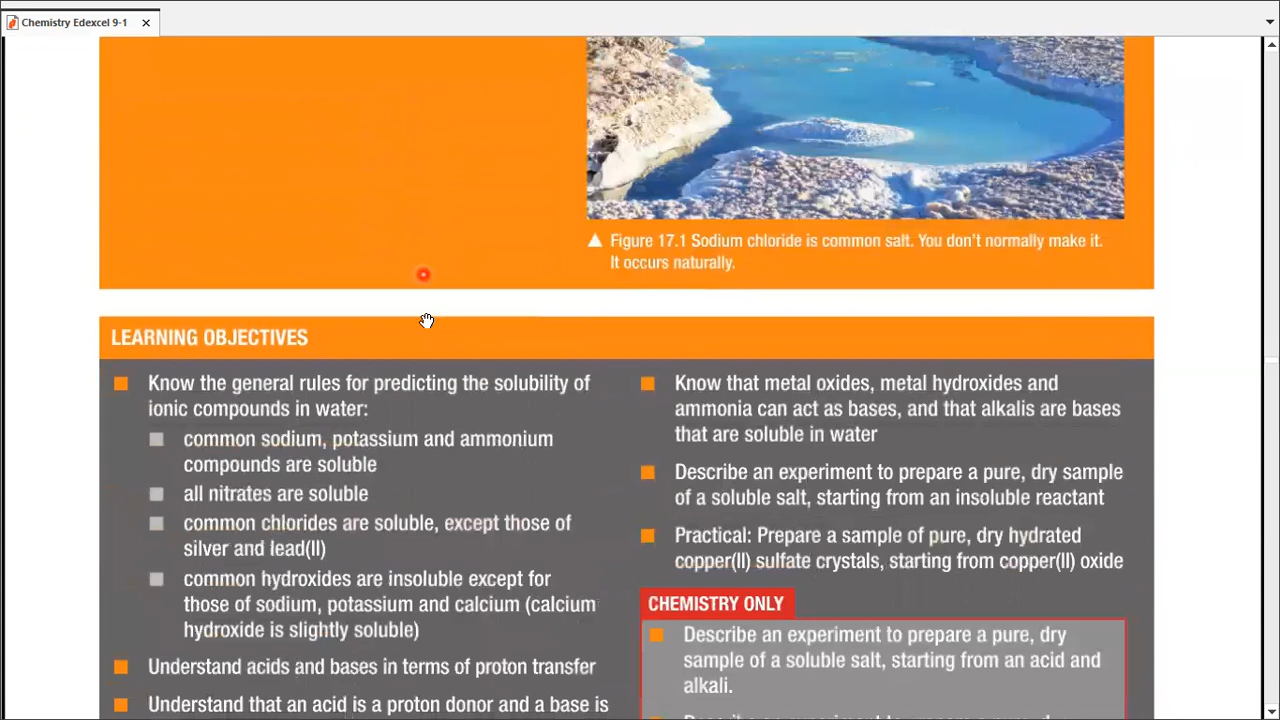 Chemistry Edexcel 9-1
Figure 17.1 Sodium chloride is common salt. You don't normally make it.
It occurs naturally.
LEARNING OBJECTIVES
Know the general rules for predicting the solubility of
ionic compounds in water:
common sodium, potassium and ammonium
compounds are soluble
all nitrates are soluble
common chlorides are soluble, except those of
silver and lead(II)
common hydroxides are insoluble except for
those of sodium, potassium and calcium (calcium
hydroxide is slightly soluble)
Understand acids and bases in terms of proton transfer
Understand that an acid is a proton donor and a base is
Know that metal oxides, metal hydroxides and
ammonia can act as bases, and that alkalis are bases
that are soluble in water
Describe an experiment to prepare a pure, dry sample
of a soluble salt, starting from an insoluble reactant
Practical: Prepare a sample of pure, dry hydrated
copper(II) sulfate crystals, starting from copper(II) oxide
CHEMISTRY ONLY
Describe an experiment to prepare a pure, dry
sample of a soluble salt, starting from an acid and
alkali.